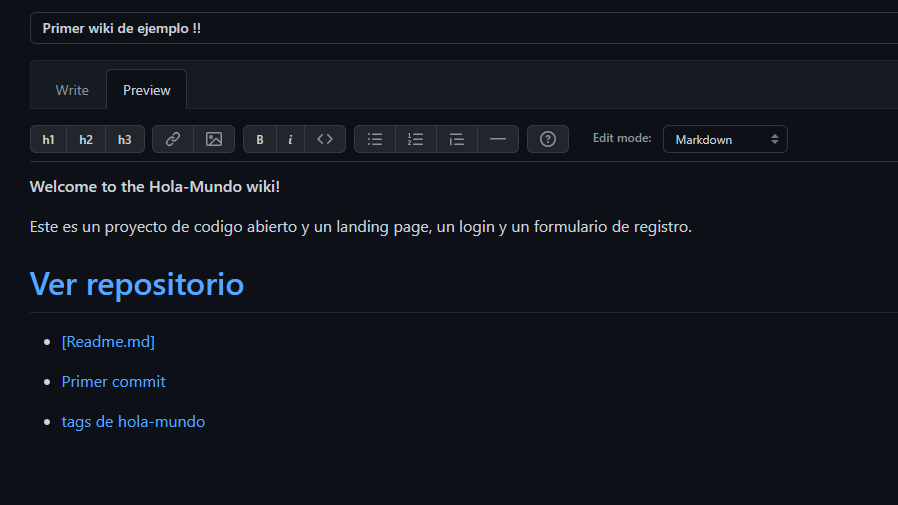 Primer wiki de ejemplo !!
Write Preview
h1 h2 h3 B i Edit mode: Markdown
Welcome to the Hola-Mundo wiki!
Este es un proyecto de codigo abierto y un landing page, un login y un formulario de registro.
Ver repositorio
[Readme.md]
Primer commit
tags de hola-mundo